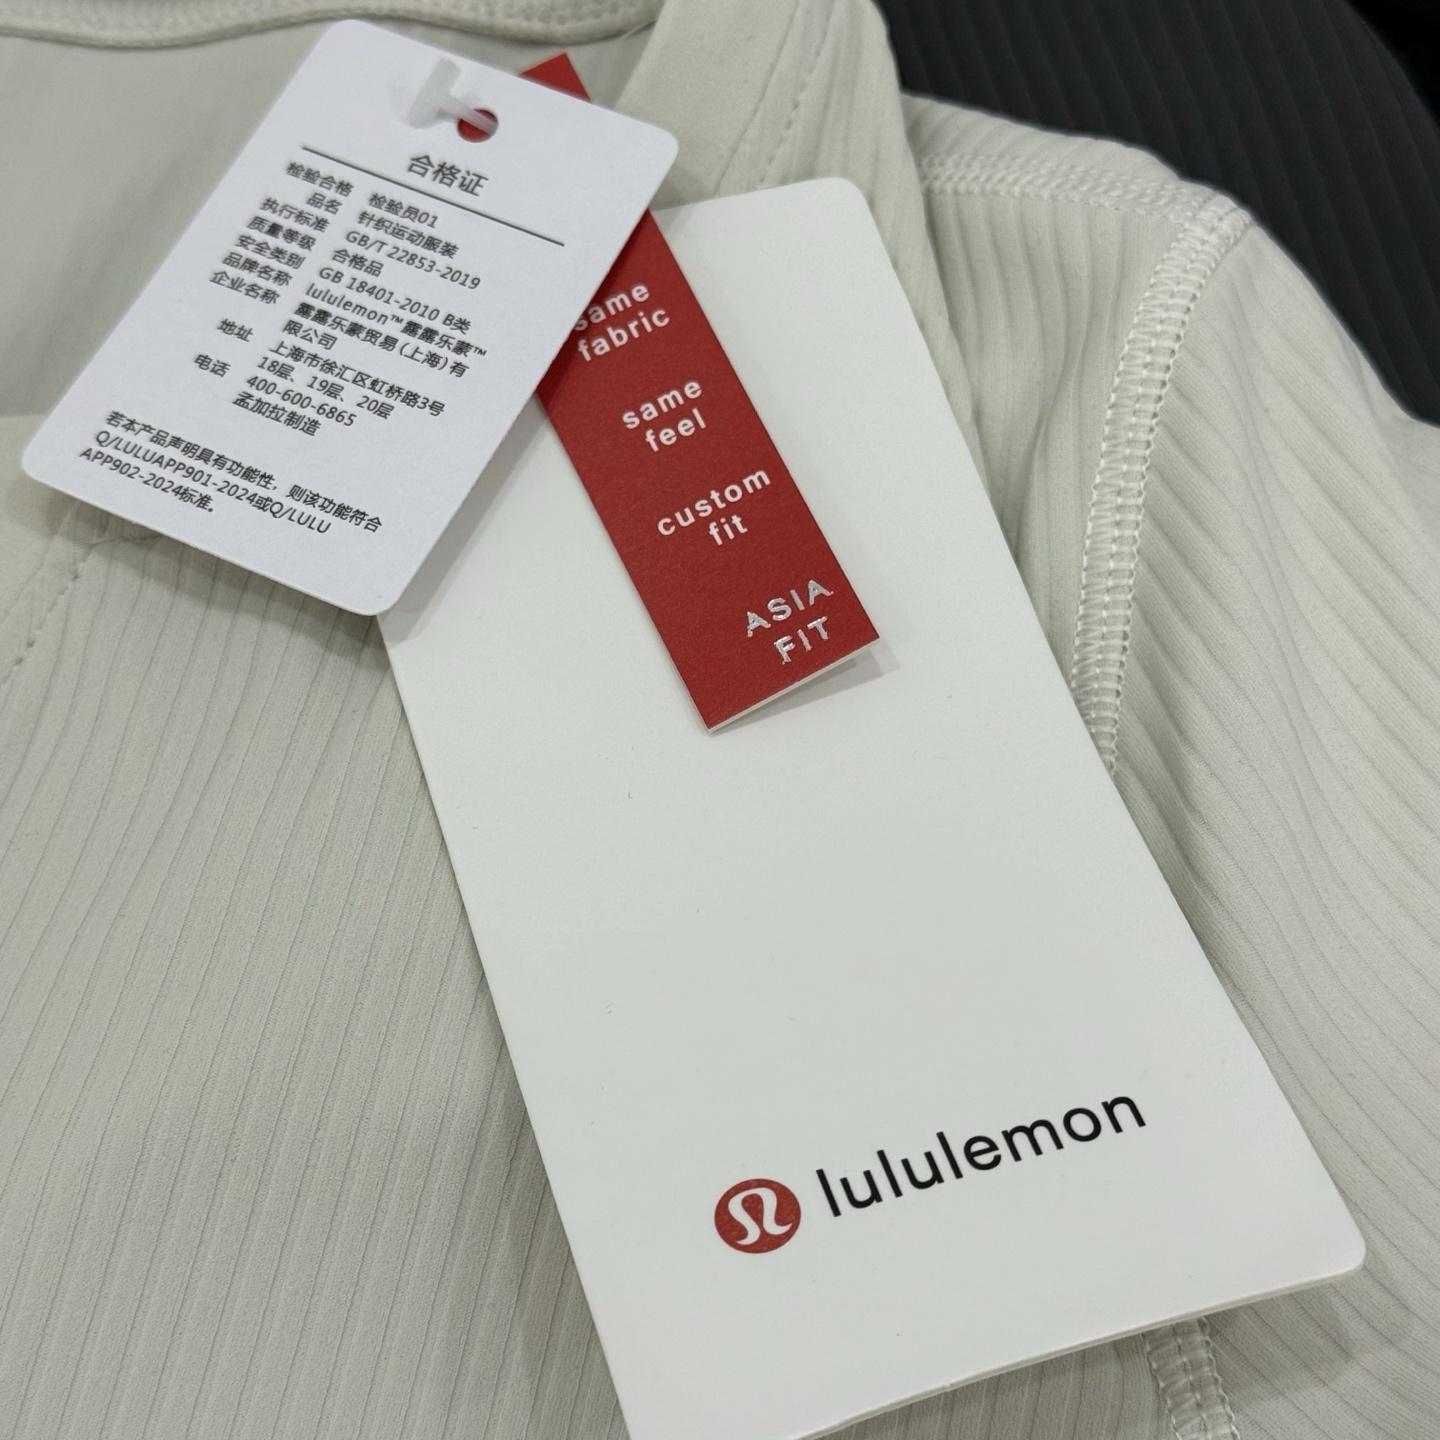 合格证
检验合格 检验员01
品名 针织运动服装
执行标准 GB/T 22853-2019
质量等级 合格品
安全类别 GB 18401-2010 B类
品牌名称 lululemon™露露乐蒙™
企业名称 露露乐蒙贸易(上海)有
限公司
地址 上海市徐汇区虹桥路3号
18层、19层、20层
电话 400-600-6865
孟加拉制造
若本产品声明具有功能性，则该功能符合
Q/LULUAPP901-2024或Q/LULU
APP902-2024标准。
same
fabric
same
feel
custom
fit
ASIA
FIT
lululemon